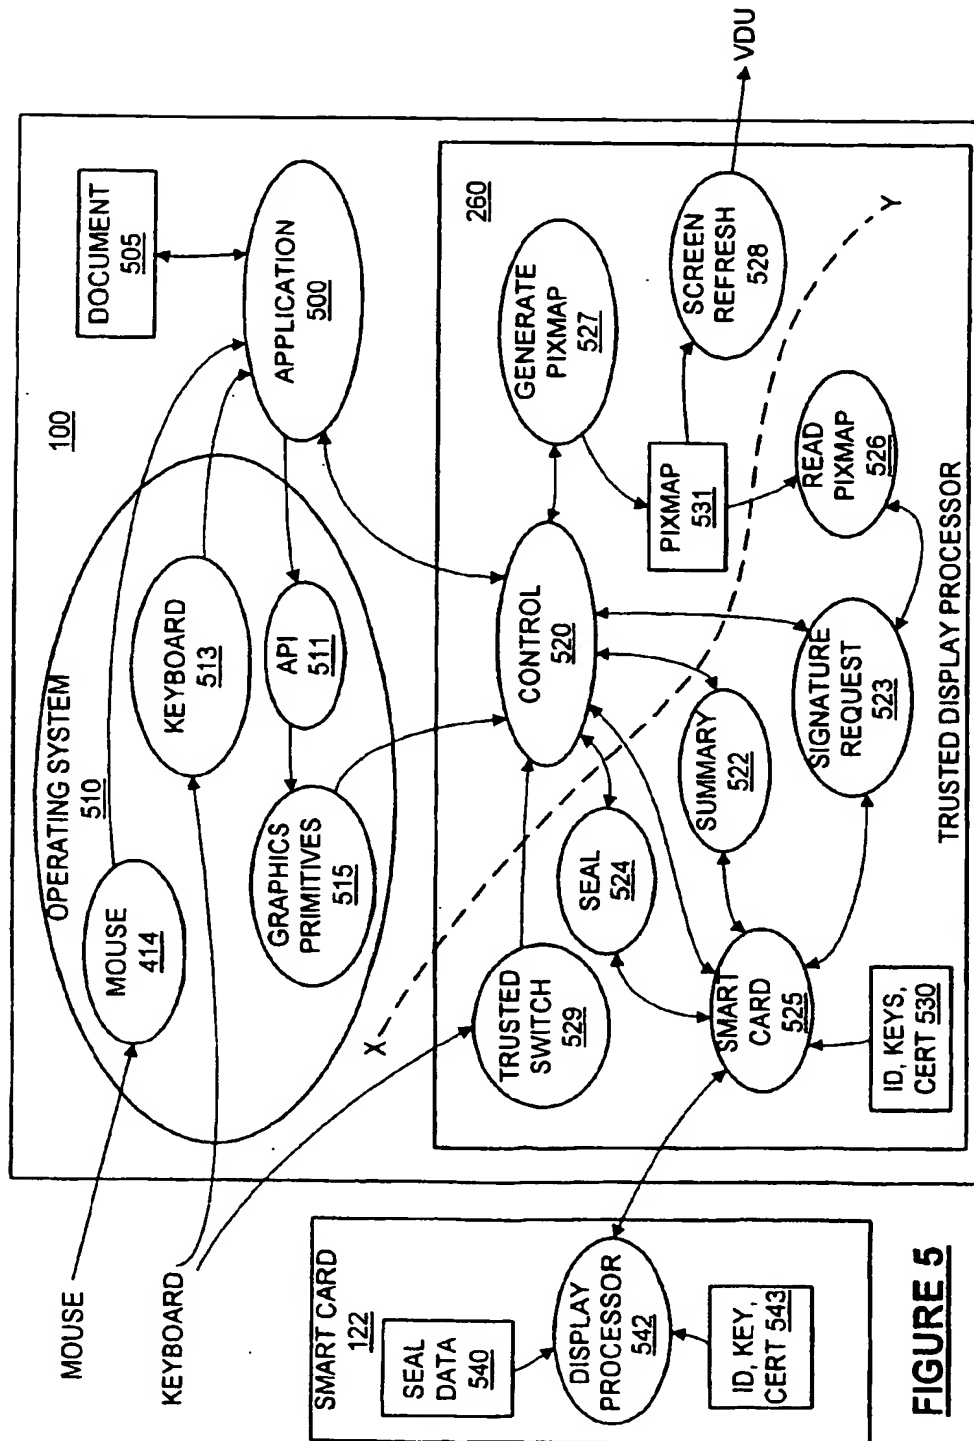 100
DOCUMENT
505
OPERATING SYSTEM
510
MOUSE
414
KEYBOARD
513
API
511
GRAPHICS
PRIMITIVES
515
APPLICATION
500
260
MOUSE
KEYBOARD
X
Y
TRUSTED
SWITCH
529
CONTROL
520
GENERATE
PIXMAP
527
PIXMAP
531
SCREEN
REFRESH
528
VDU
SEAL
524
SUMMARY
522
SIGNATURE
REQUEST
523
READ
PIXMAP
526
SMART
CARD
525
ID, KEYS,
CERT 530
TRUSTED DISPLAY PROCESSOR
SMART CARD
122
SEAL
DATA
540
DISPLAY
PROCESSOR
542
ID, KEY,
CERT 543
FIGURE 5